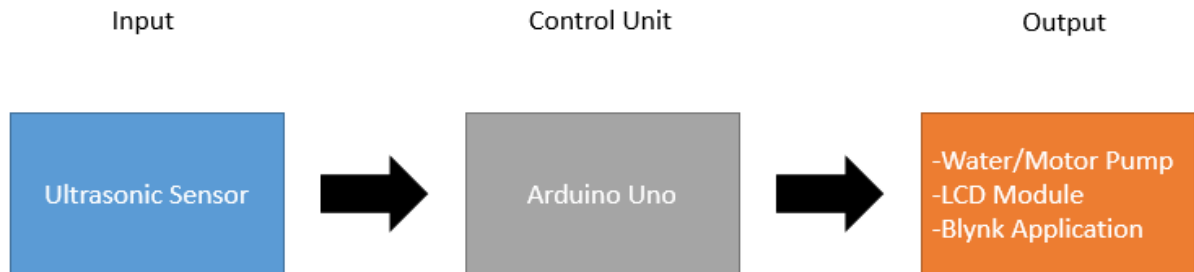 Input
Control Unit
Output
Ultrasonic Sensor
Arduino Uno
-Water/Motor Pump
-LCD Module
-Blynk Application